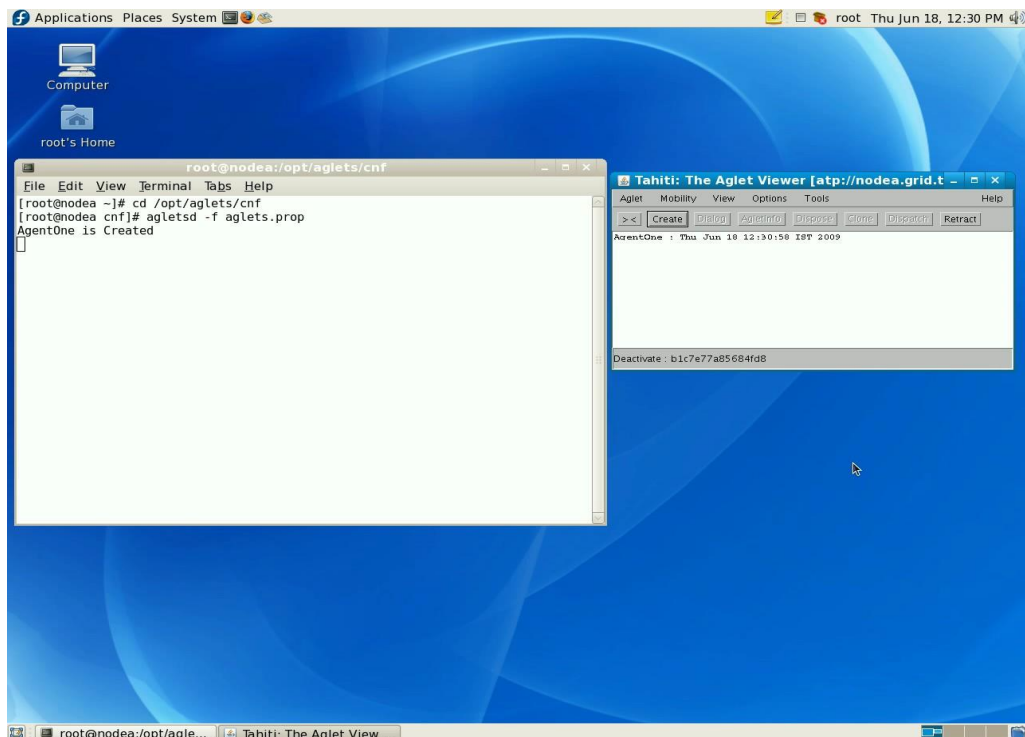 Applications Places System root Thu Jun 18, 12:30 PM
Computer
root's Home
root@nodea:/opt/aglets/cnf
File Edit View Terminal Tabs Help
[root@nodea ~]# cd /opt/aglets/cnf
[root@nodea cnf]# agletsd -f aglets.prop
AgentOne is Created
Tahiti: The Aglet Viewer [atp://nodea.grid.t
Aglet Mobility View Options Tools Help
>< Create Dialog AgletInfo Dispose Clone Dispatch Retract
AgentOne : Thu Jun 18 12:30:58 IST 2009
Deactivate : b1c7e77a85684fd8
root@nodea:/opt/agle... Tahiti: The Aglet View